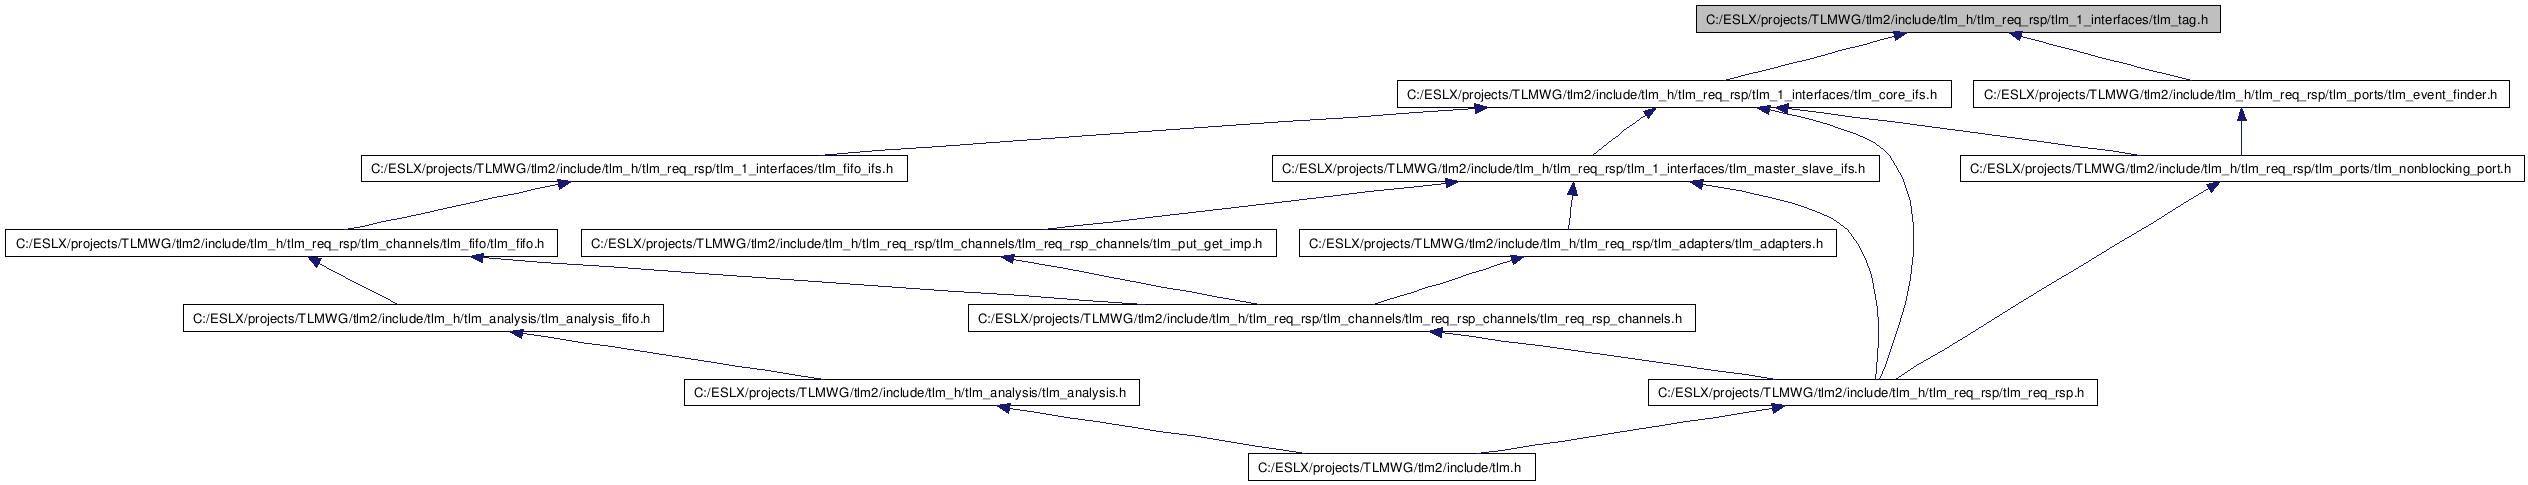 C:/ESLX/projects/TLMWG/tlm2/include/tlm_h/tlm_req_rsp/tlm_1_interfaces/tlm_tag.h
C:/ESLX/projects/TLMWG/tlm2/include/tlm_h/tlm_req_rsp/tlm_1_interfaces/tlm_core_ifs.h
C:/ESLX/projects/TLMWG/tlm2/include/tlm_h/tlm_req_rsp/tlm_ports/tlm_event_finder.h
C:/ESLX/projects/TLMWG/tlm2/include/tlm_h/tlm_req_rsp/tlm_1_interfaces/tlm_fifo_ifs.h
C:/ESLX/projects/TLMWG/tlm2/include/tlm_h/tlm_req_rsp/tlm_1_interfaces/tlm_master_slave_ifs.h
C:/ESLX/projects/TLMWG/tlm2/include/tlm_h/tlm_req_rsp/tlm_ports/tlm_nonblocking_port.h
C:/ESLX/projects/TLMWG/tlm2/include/tlm_h/tlm_req_rsp/tlm_channels/tlm_fifo/tlm_fifo.h
C:/ESLX/projects/TLMWG/tlm2/include/tlm_h/tlm_req_rsp/tlm_channels/tlm_req_rsp_channels/tlm_put_get_imp.h
C:/ESLX/projects/TLMWG/tlm2/include/tlm_h/tlm_req_rsp/tlm_adapters/tlm_adapters.h
C:/ESLX/projects/TLMWG/tlm2/include/tlm_h/tlm_analysis/tlm_analysis_fifo.h
C:/ESLX/projects/TLMWG/tlm2/include/tlm_h/tlm_req_rsp/tlm_channels/tlm_req_rsp_channels/tlm_req_rsp_channels.h
C:/ESLX/projects/TLMWG/tlm2/include/tlm_h/tlm_analysis/tlm_analysis.h
C:/ESLX/projects/TLMWG/tlm2/include/tlm_h/tlm_req_rsp/tlm_req_rsp.h
C:/ESLX/projects/TLMWG/tlm2/include/tlm.h